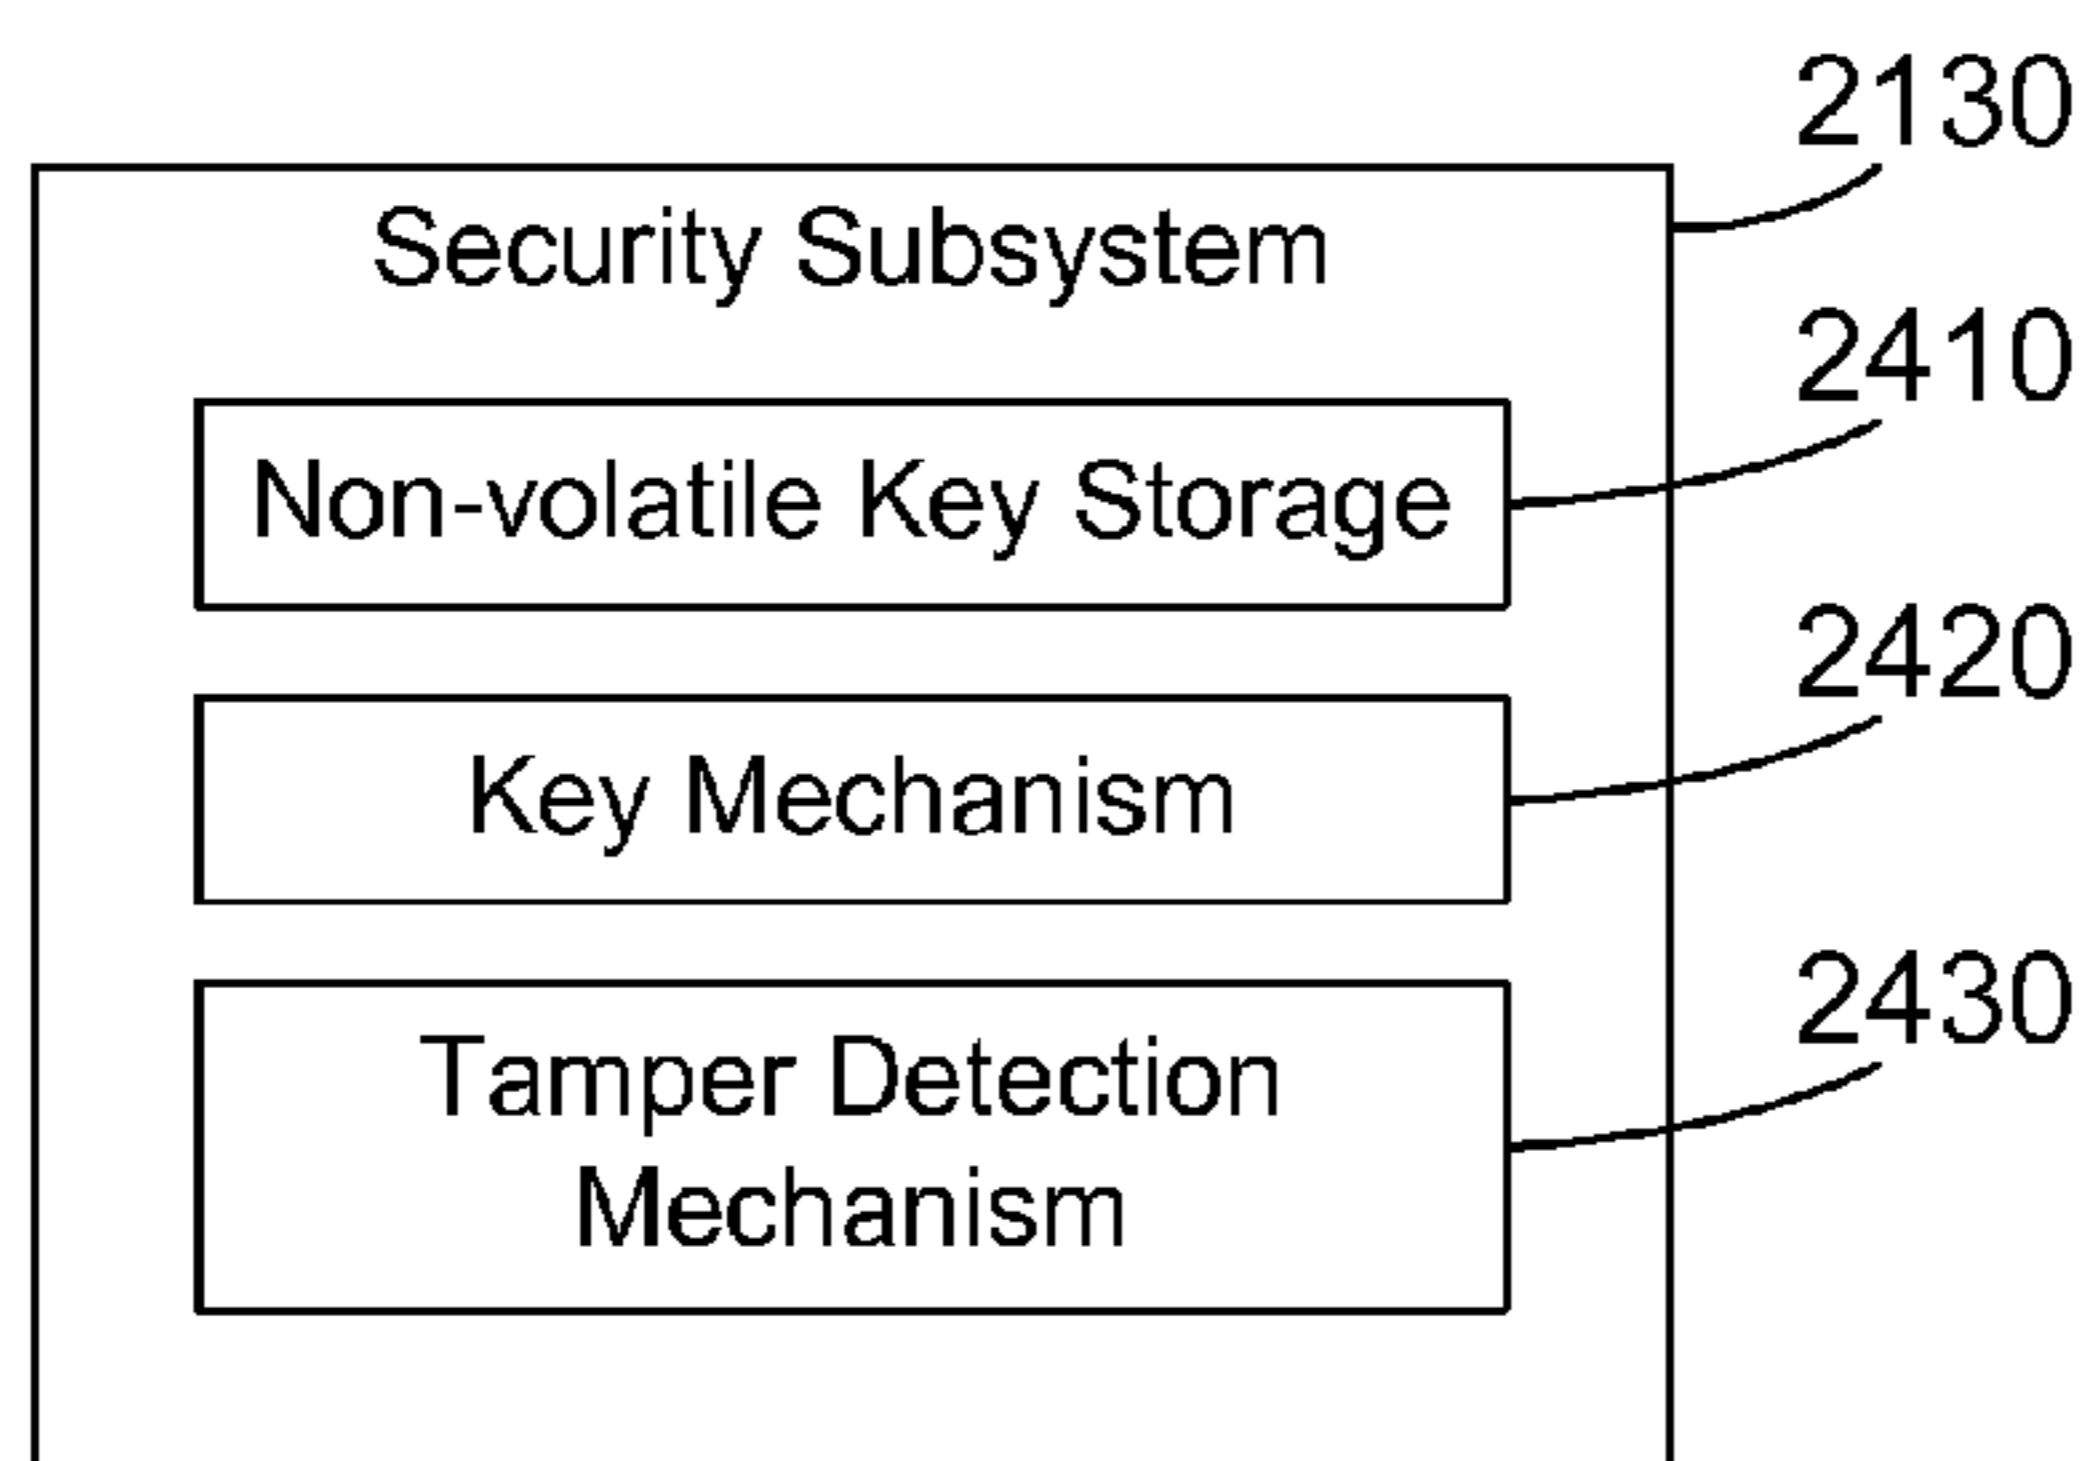 2130
Security Subsystem
2410
Non-volatile Key Storage
2420
Key Mechanism
2430
Tamper Detection
Mechanism